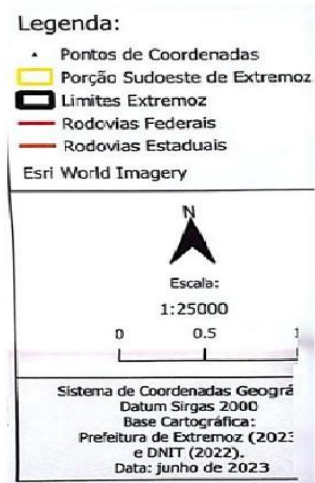 Legenda:
Pontos de Coordenadas
Porção Sudoeste de Extremoz
Limites Extremoz
Rodovias Federais
Rodovias Estaduais
Esri World Imagery
N
Escala:
1:25000
0 0.5 1
Sistema de Coordenadas Geográ
Datum Sirgas 2000
Base Cartográfica:
Prefeitura de Extremoz (2023
e DNIT (2022).
Data: junho de 2023